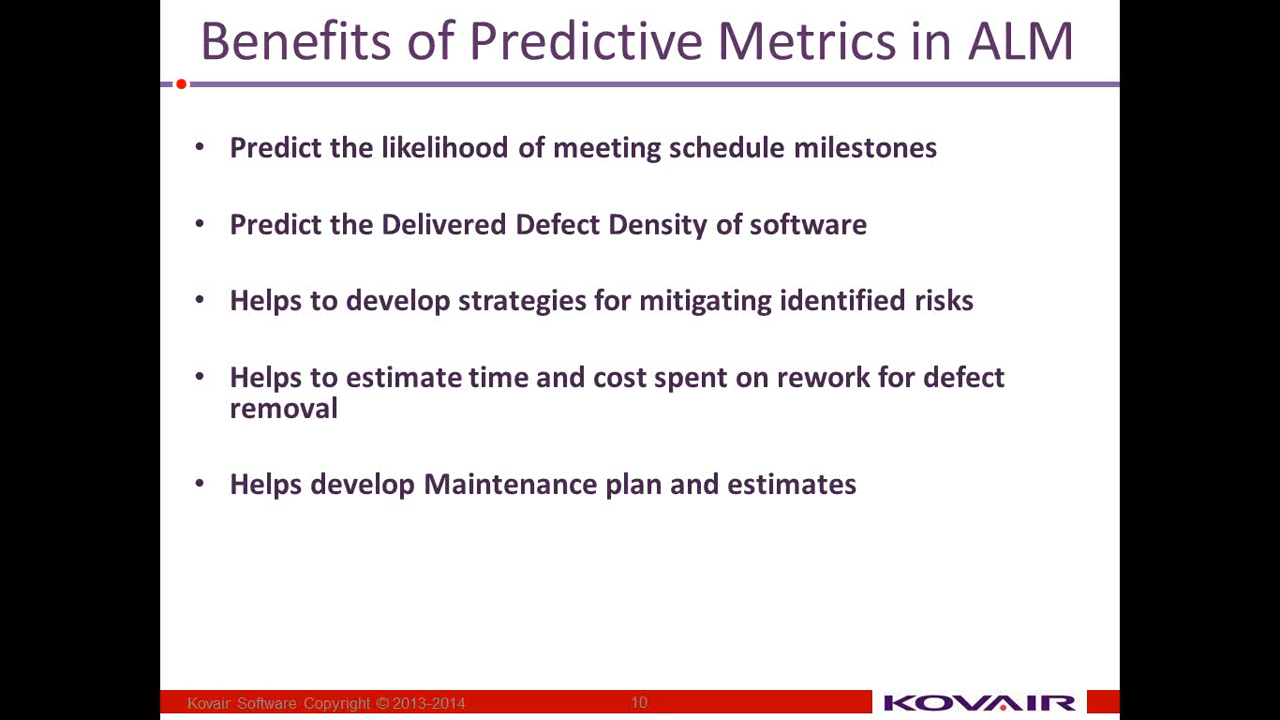 Benefits of Predictive Metrics in ALM
• Predict the likelihood of meeting schedule milestones
• Predict the Delivered Defect Density of software
• Helps to develop strategies for mitigating identified risks
• Helps to estimate time and cost spent on rework for defect
removal
• Helps develop Maintenance plan and estimates
Kovair Software Copyright © 2013-2014 10 KOVAIR